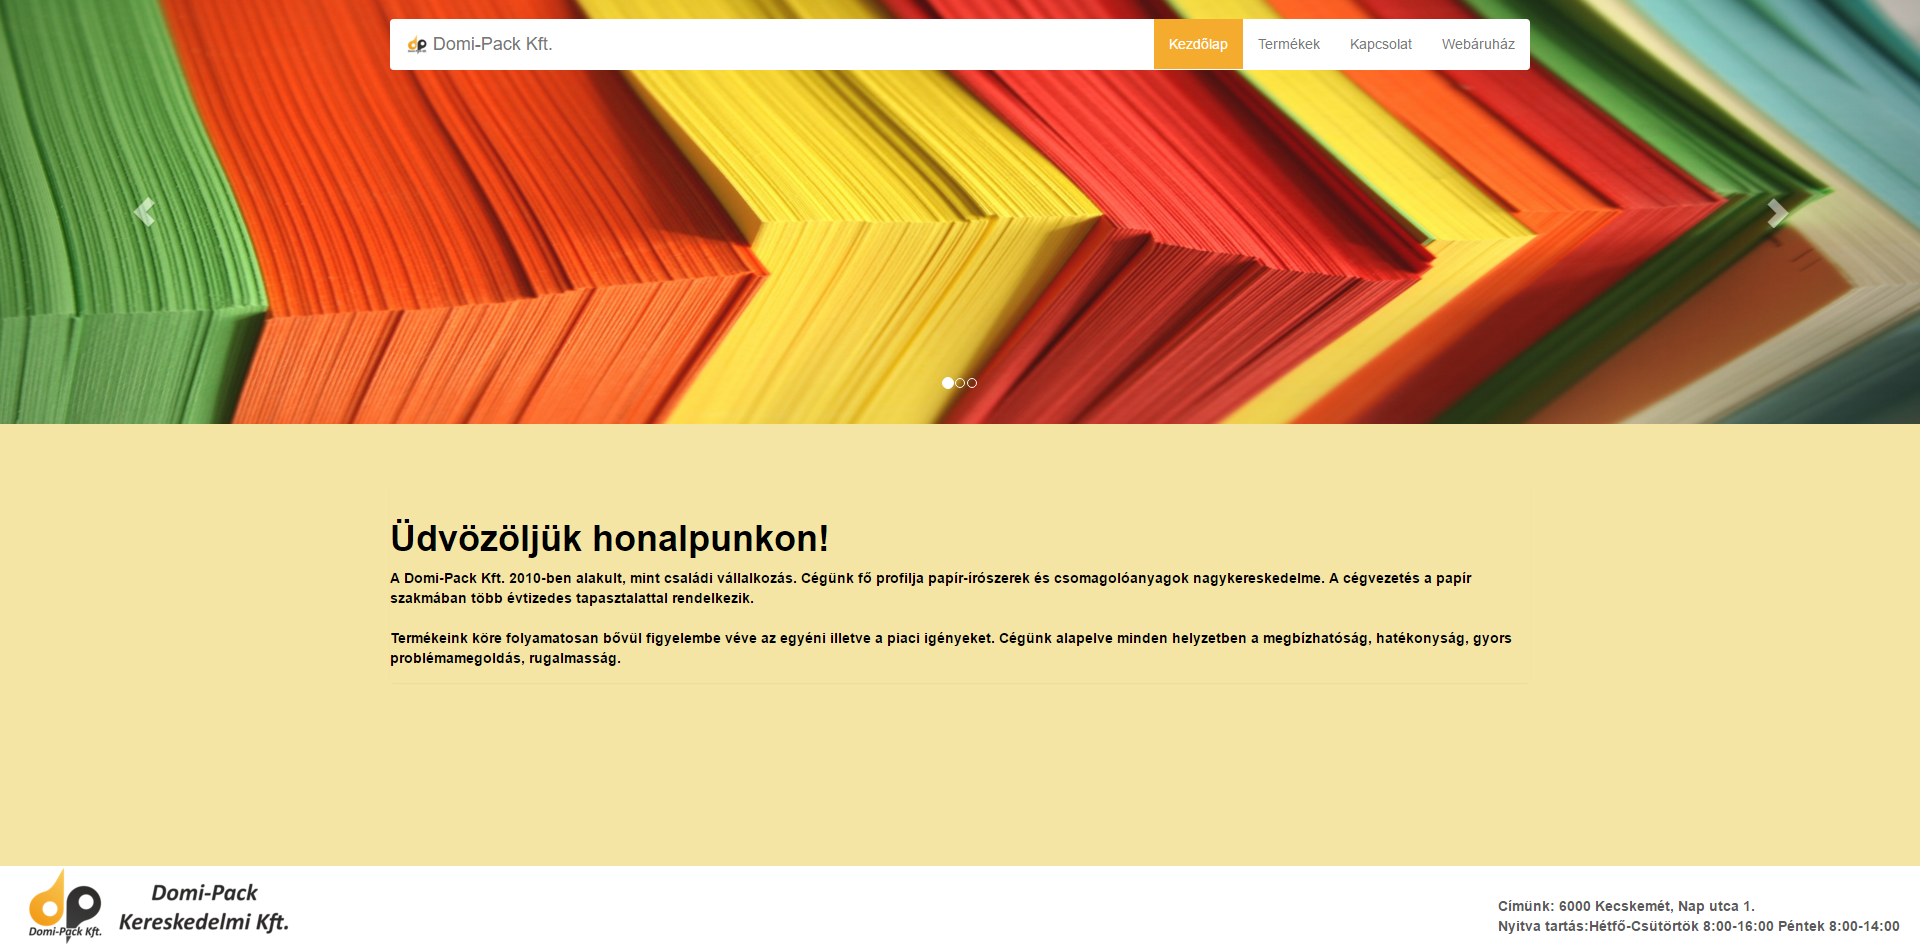 Domi-Pack Kft.
Kezdõlap
Termékek
Kapcsolat
Webáruház
Üdvözöljük honalpunkon!
A Domi-Pack Kft. 2010-ben alakult, mint családi vállalkozás. Cégünk fő profilja papír-írószerek és csomagolóanyagok nagykereskedelme. A cégvezetés a papír
szakmában több évtizedes tapasztalattal rendelkezik.
Termékeink köre folyamatosan bővül figyelembe véve az egyéni illetve a piaci igényeket. Cégünk alapelve minden helyzetben a megbízhatóság, hatékonyság, gyors
problémamegoldás, rugalmasság.
dp
Domi-Pack Kft.
Domi-Pack
Kereskedelmi Kft.
Címünk: 6000 Kecskemét, Nap utca 1.
Nyitva tartás:Hétfő-Csütörtök 8:00-16:00 Péntek 8:00-14:00